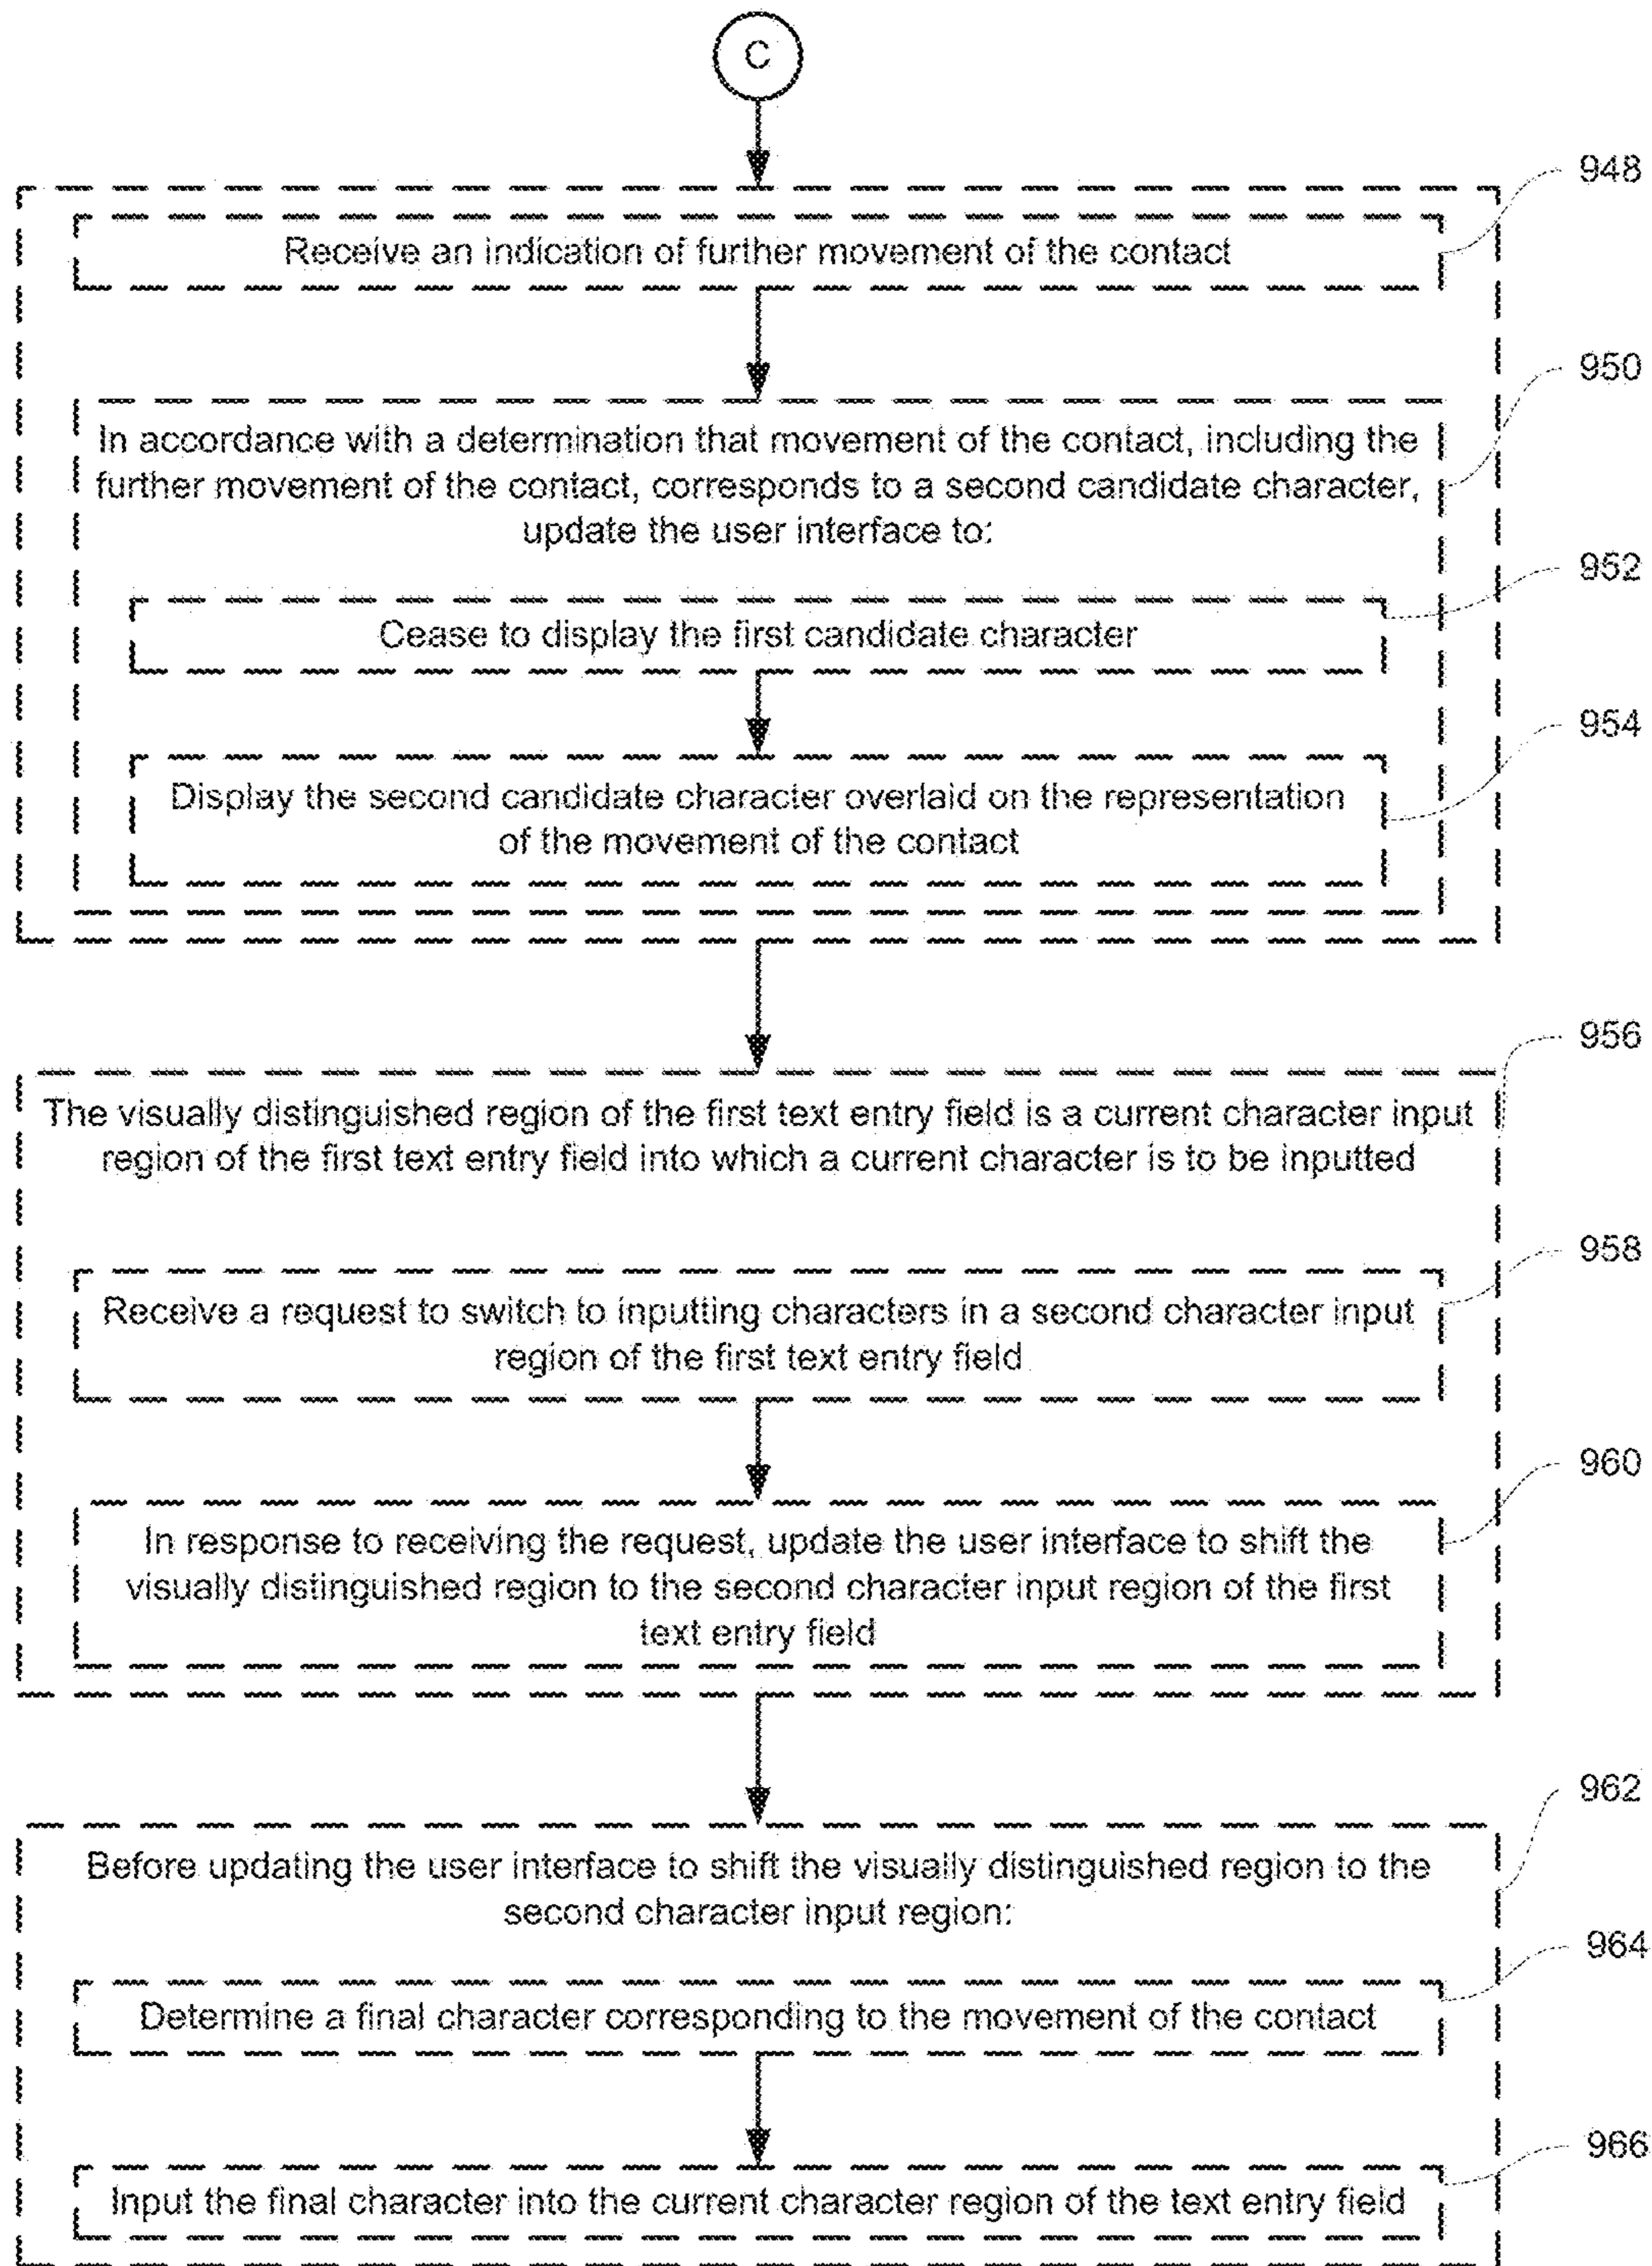 C
948
Receive an indication of further movement of the contact
950
In accordance with a determination that movement of the contact, including the
further movement of the contact, corresponds to a second candidate character,
update the user interface to:
952
Cease to display the first candidate character
954
Display the second candidate character overlaid on the representation
of the movement of the contact
956
The visually distinguished region of the first text entry field is a current character input
region of the first text entry field into which a current character is to be inputted
958
Receive a request to switch to inputting characters in a second character input
region of the first text entry field
960
In response to receiving the request, update the user interface to shift the
visually distinguished region to the second character input region of the first
text entry field
962
Before updating the user interface to shift the visually distinguished region to the
second character input region:
964
Determine a final character corresponding to the movement of the contact
966
Input the final character into the current character region of the text entry field